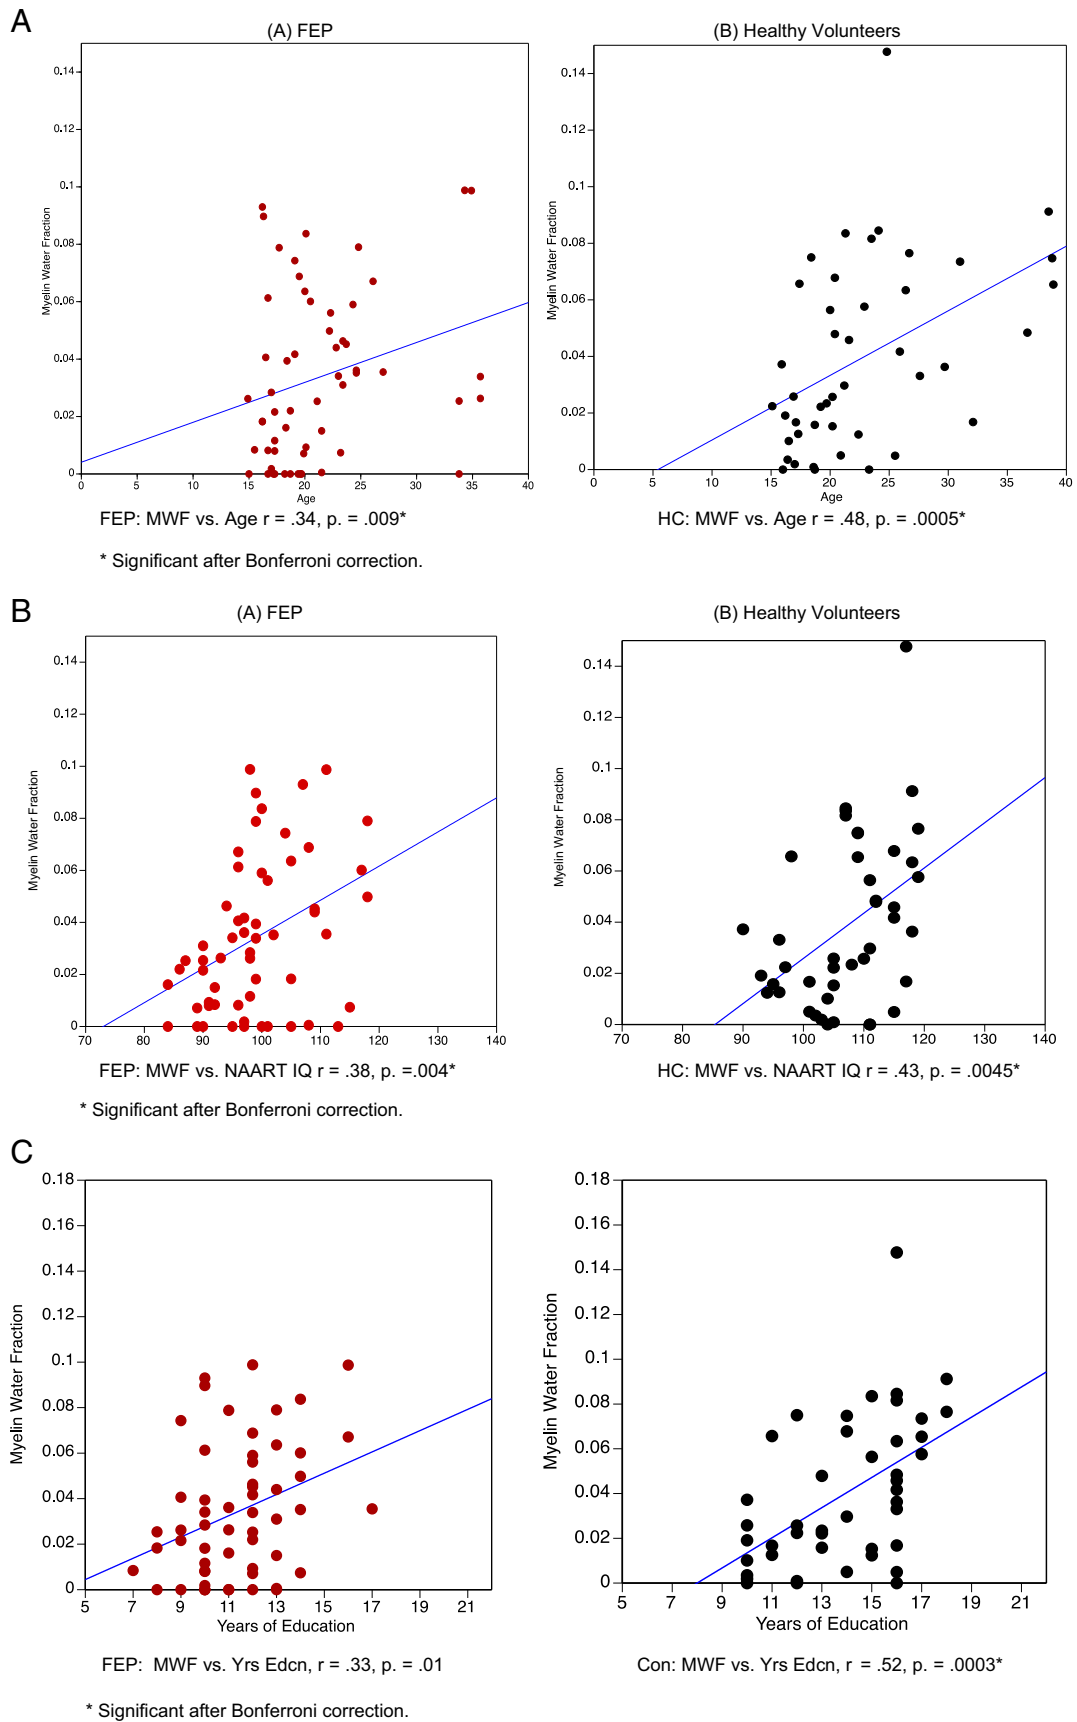 A
(A) FEP
(B) Healthy Volunteers
0.14
0.12
0.1
0.08
0.06
0.04
0.02
0
Myelin Water Fraction
0 5 10 15 20 25 30 35 40
Age
0.14
0.12
0.1
0.08
0.06
0.04
0.02
0
Myelin Water Fraction
0 5 10 15 20 25 30 35 40
Age
FEP: MWF vs. Age r = .34, p. = .009*
HC: MWF vs. Age r = .48, p. = .0005*
* Significant after Bonferroni correction.
B
(A) FEP
(B) Healthy Volunteers
0.14
0.12
0.1
0.08
0.06
0.04
0.02
0
Myelin Water Fraction
70 80 90 100 110 120 130 140
0.14
0.12
0.1
0.08
0.06
0.04
0.02
0
Myelin Water Fraction
70 80 90 100 110 120 130 140
FEP: MWF vs. NAART IQ r = .38, p. =.004*
HC: MWF vs. NAART IQ r = .43, p. = .0045*
* Significant after Bonferroni correction.
C
0.18
0.16
0.14
0.12
0.1
0.08
0.06
0.04
0.02
0
Myelin Water Fraction
5 7 9 11 13 15 17 19 21
Years of Education
0.18
0.16
0.14
0.12
0.1
0.08
0.06
0.04
0.02
0
Myelin Water Fraction
5 7 9 11 13 15 17 19 21
Years of Education
FEP: MWF vs. Yrs Edcn, r = .33, p. = .01
Con: MWF vs. Yrs Edcn, r = .52, p. = .0003*
* Significant after Bonferroni correction.